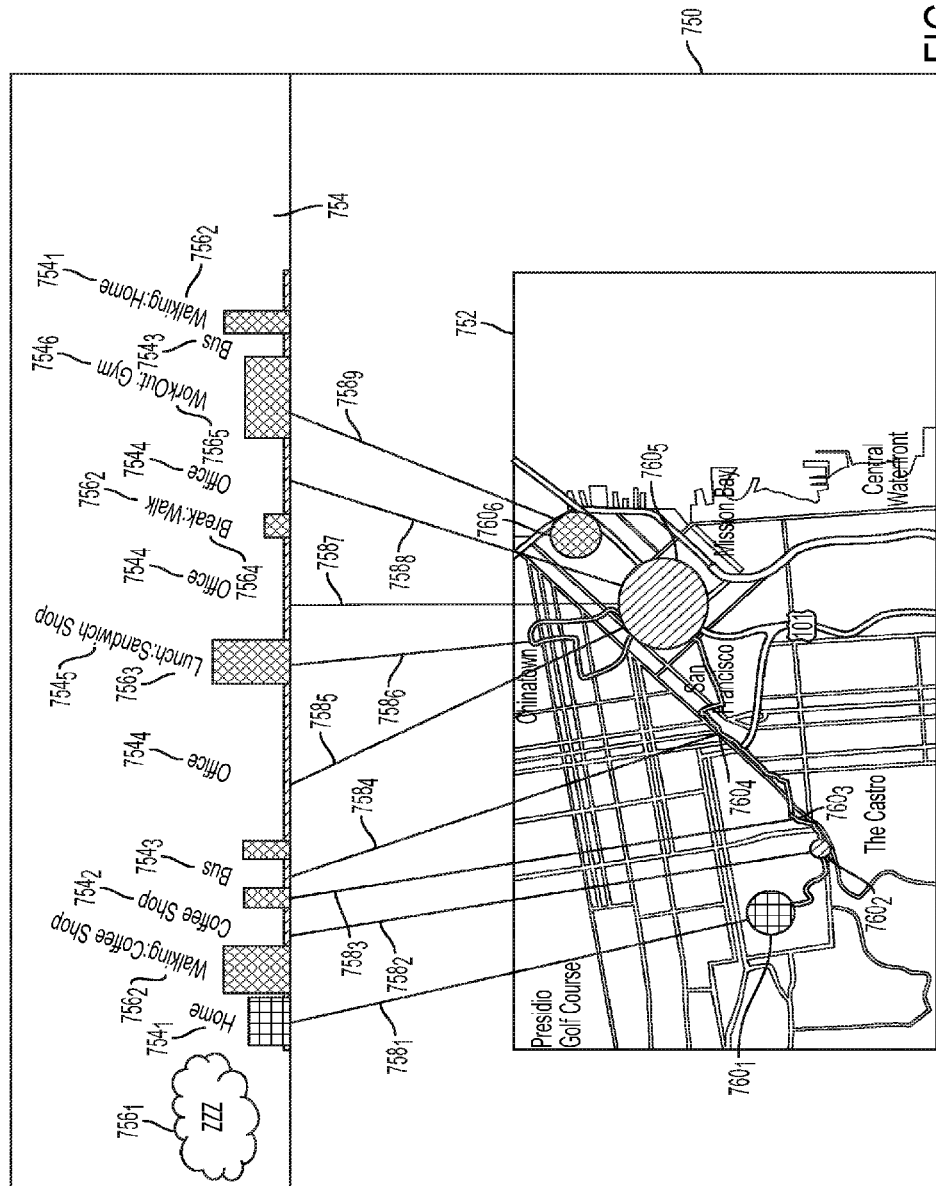 FIG
750
754
752
7561
ZZZ
7541
Home
7562
Walking:Coffee Shop
7542
Coffee Shop
7543
Bus
7544
Office
7545
7563
Lunch:Sandwich Shop
7544
Office
7564
7562
Break:Walk
7544
Office
7565
7546
WorkOut: Gym
7543
Bus
7541
7562
Walking:Home
7581
7582
7583
7584
7585
7586
7587
7588
7589
Presidio
Golf Course
Chinatown
7606
7605
Mission Bay
Central
Waterfront
San
Francisco
101
7604
7603
The Castro
7602
7601